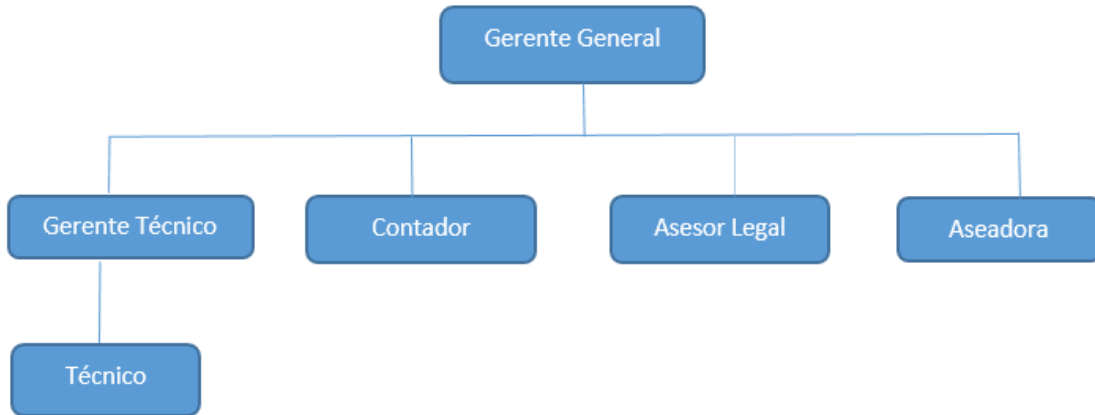 Gerente General
Gerente Técnico
Contador
Asesor Legal
Aseadora
Técnico